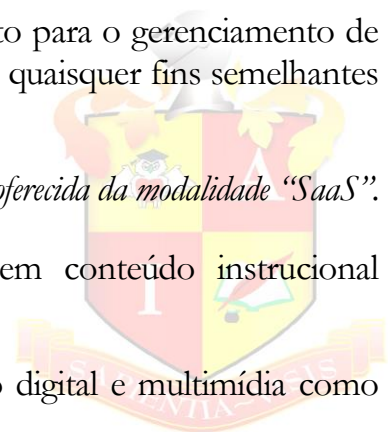 to para o gerenciamento de
quaisquer fins semelhantes
oferecida da modalidade “SaaS”.
em conteúdo instrucional
o digital e multimídia como
I A